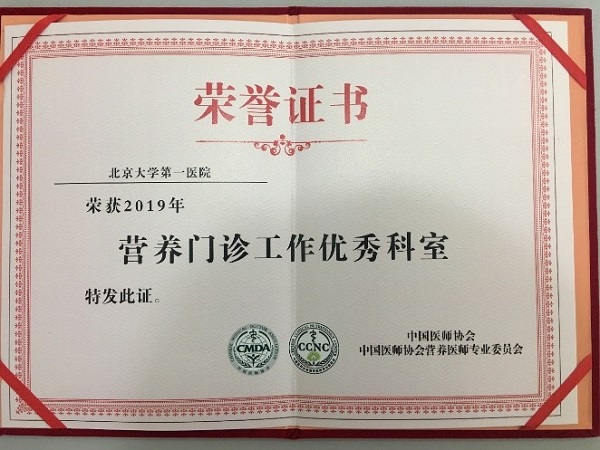 荣誉证书
北京大学第一医院
荣获2019年
营养门诊工作优秀科室
特发此证。
CMDA
CCNC
中国医师协会
中国医师协会营养医师专业委员会